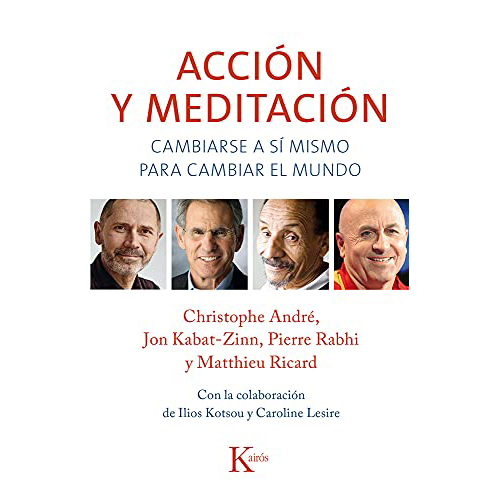 ACCIÓN
Y MEDITACIÓN
CAMBIARSE A SÍ MISMO
PARA CAMBIAR EL MUNDO
Christophe André,
Jon Kabat-Zinn, Pierre Rabhi
y Matthieu Ricard
Con la colaboración
de Ilios Kotsou y Caroline Lesire
Kairós